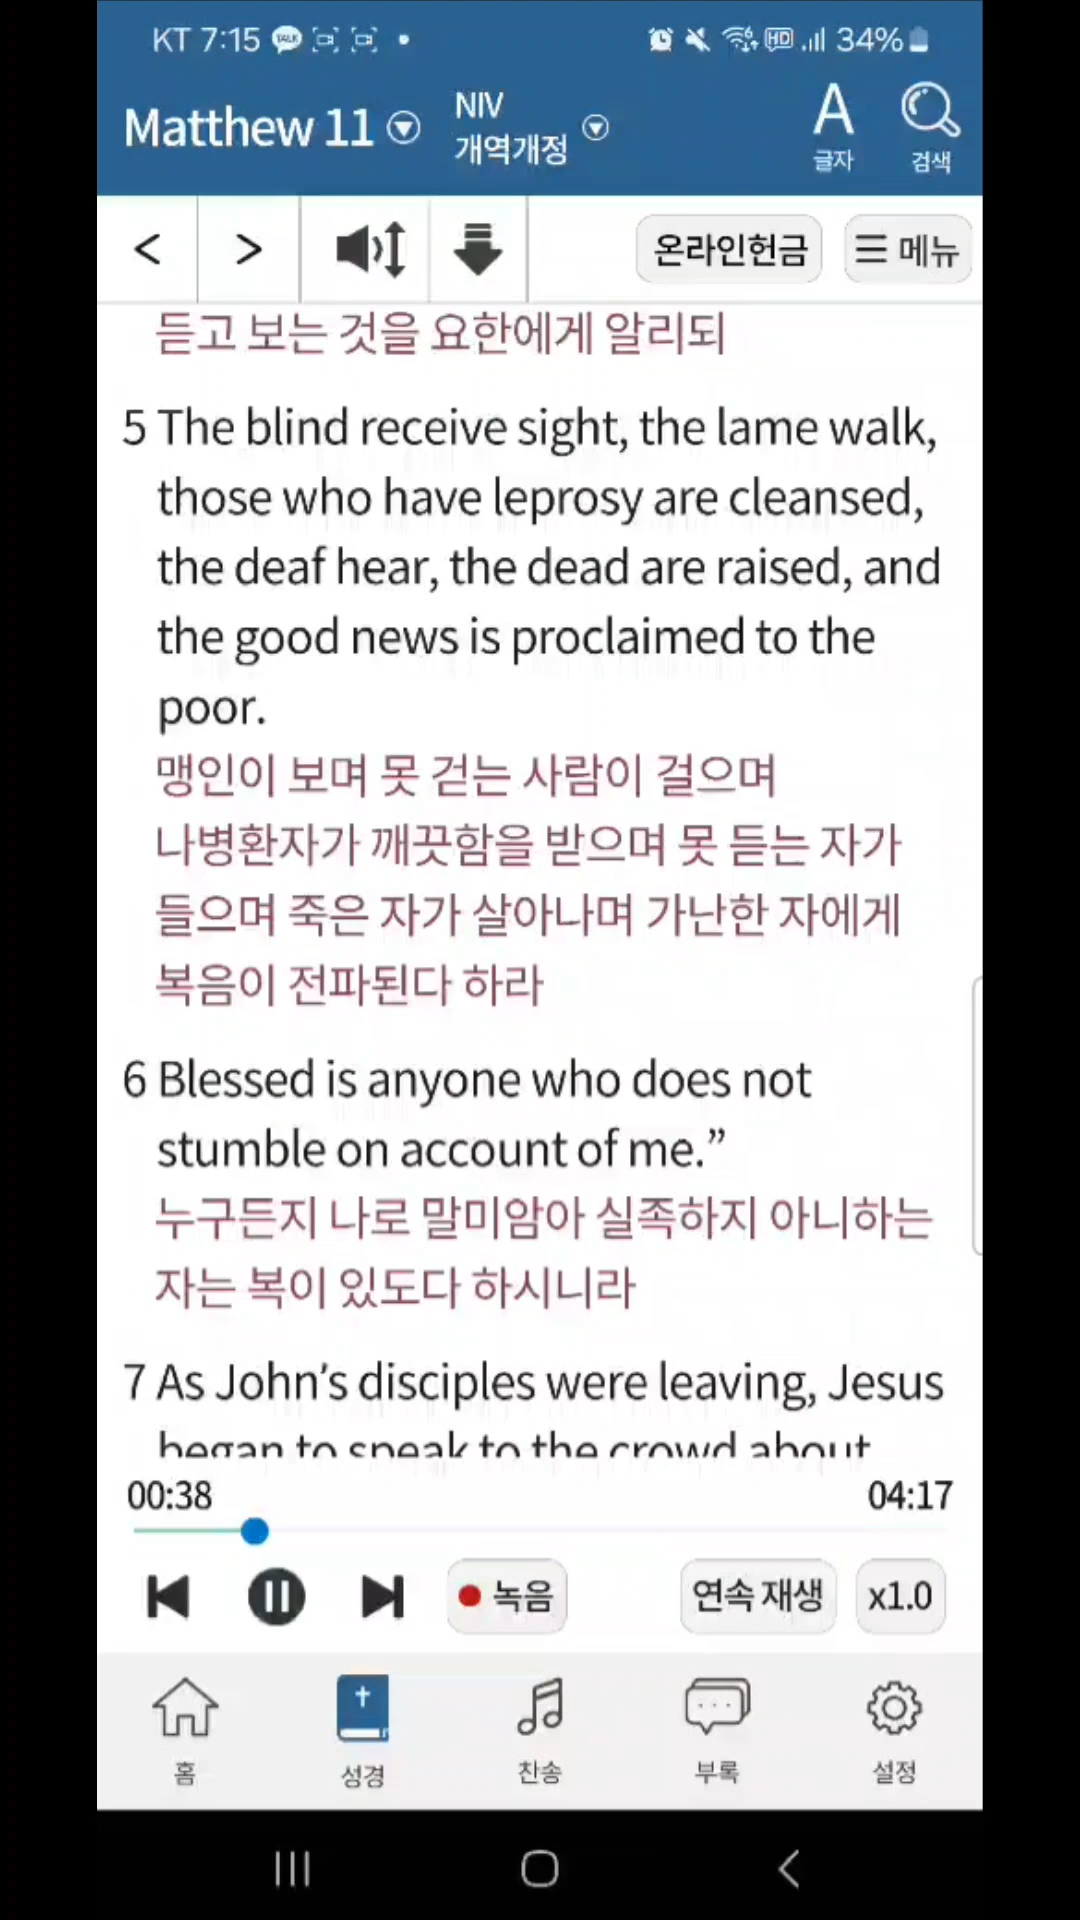 KT 7:15
34%
Matthew 11
NIV
개역개정
A
글자
검색
온라인헌금
메뉴
듣고 보는 것을 요한에게 알리되
5 The blind receive sight, the lame walk,
those who have leprosy are cleansed,
the deaf hear, the dead are raised, and
the good news is proclaimed to the
poor.
맹인이 보며 못 걷는 사람이 걸으며
나병환자가 깨끗함을 받으며 못 듣는 자가
들으며 죽은 자가 살아나며 가난한 자에게
복음이 전파된다 하라
6 Blessed is anyone who does not
stumble on account of me.”
누구든지 나로 말미암아 실족하지 아니하는
자는 복이 있도다 하시니라
7 As John’s disciples were leaving, Jesus
began to speak to the crowd about
00:38
04:17
녹음
연속 재생
x1.0
홈
성경
찬송
부록
설정